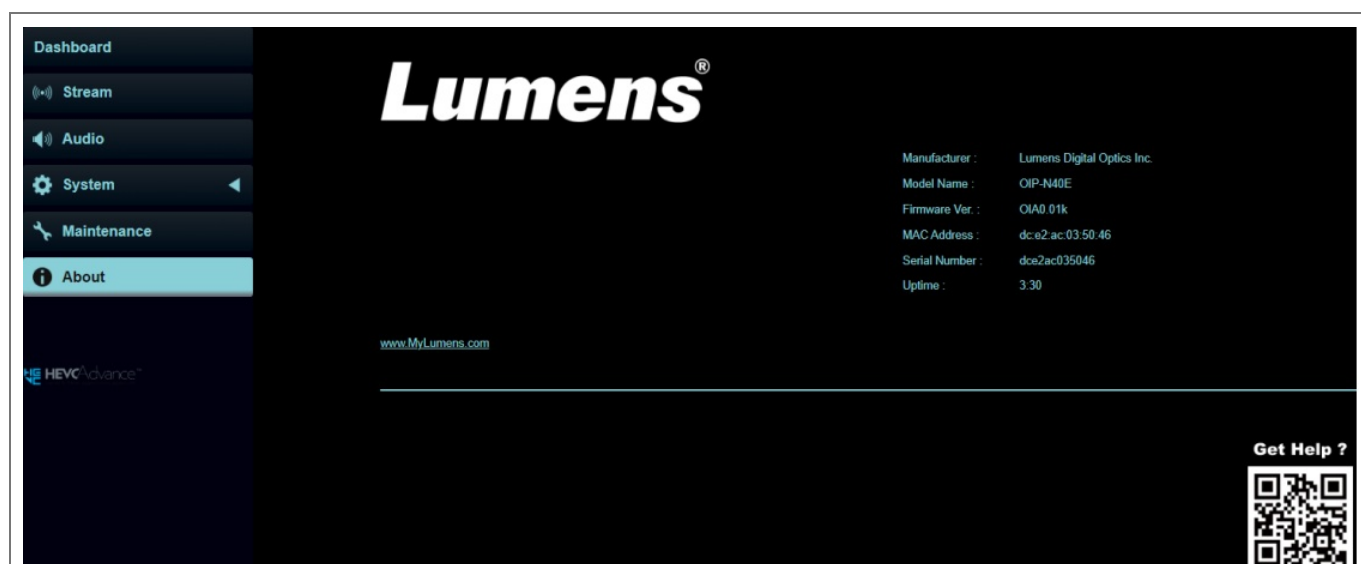 Dashboard
Stream
Audio
System
Maintenance
About
HEVCAdvance™
Lumens®
Manufacturer : Lumens Digital Optics Inc.
Model Name : OIP-N40E
Firmware Ver. : OIA0.01k
MAC Address : dc:e2:ac:03:50:46
Serial Number : dce2ac035046
Uptime : 3:30
www.MyLumens.com
Get Help ?